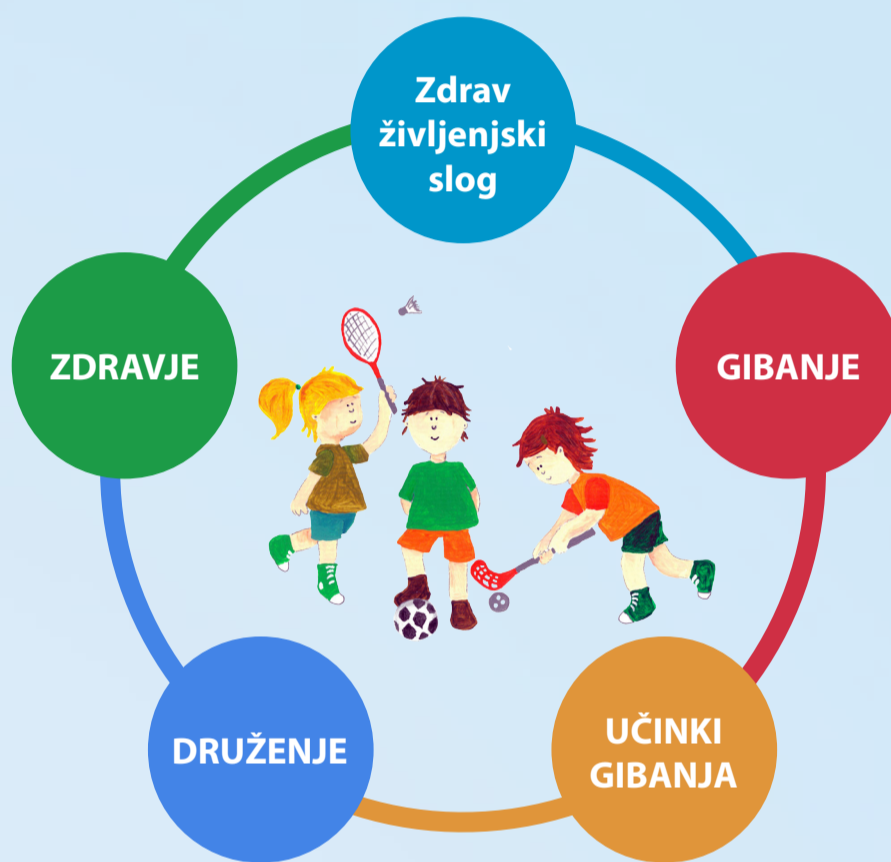 Zdrav
življenjski
slog
ZDRAVJE
GIBANJE
DRUŽENJE
UČINKI
GIBANJA